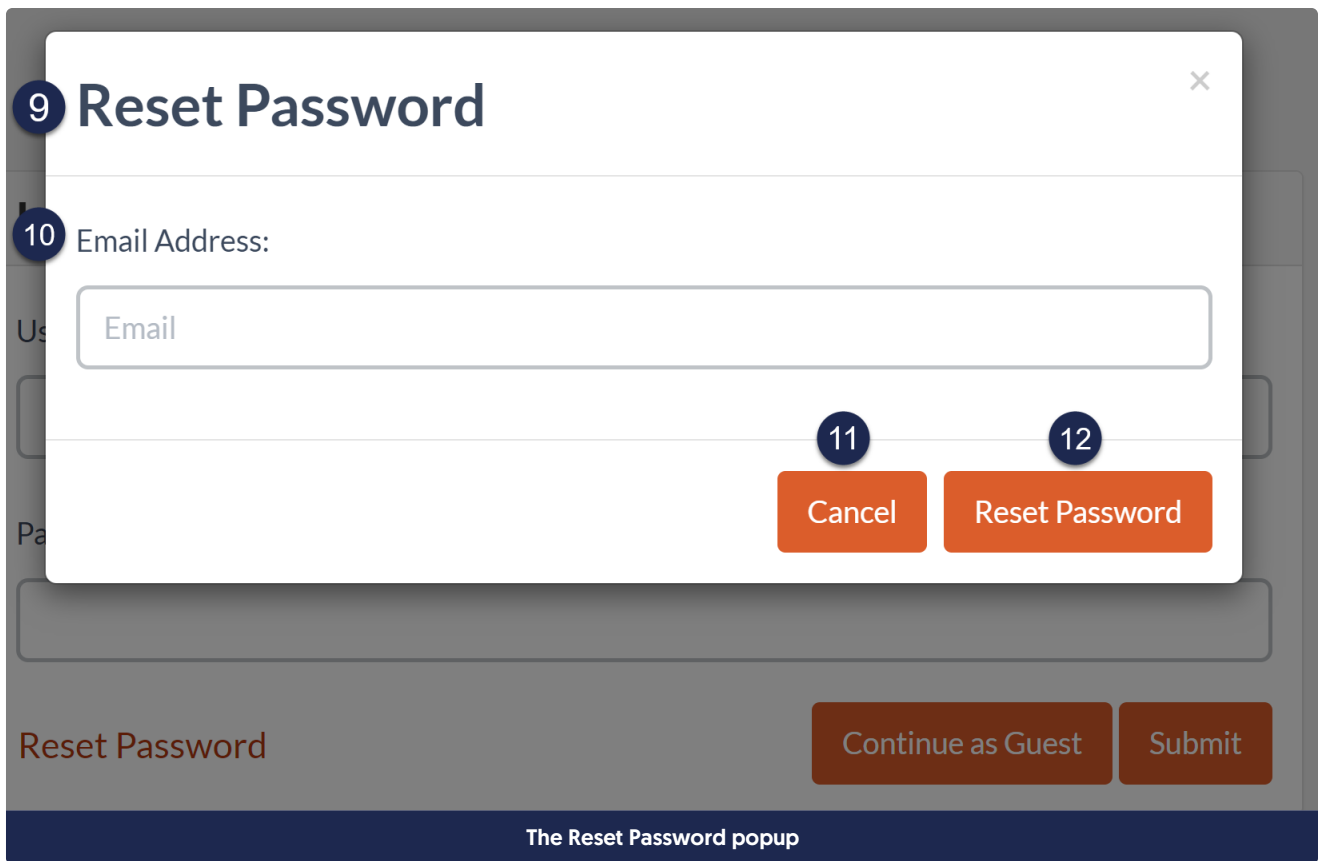 9 Reset Password ×
10 Email Address:
Us
Email
11 12
Cancel Reset Password
Pa
Reset Password Continue as Guest Submit
The Reset Password popup